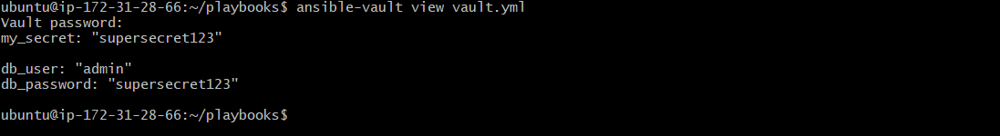 ubuntu@ip-172-31-28-66:~/playbooks$ ansible-vault view vault.yml
Vault password:
my_secret: "supersecret123"
db_user: "admin"
db_password: "supersecret123"
ubuntu@ip-172-31-28-66:~/playbooks$